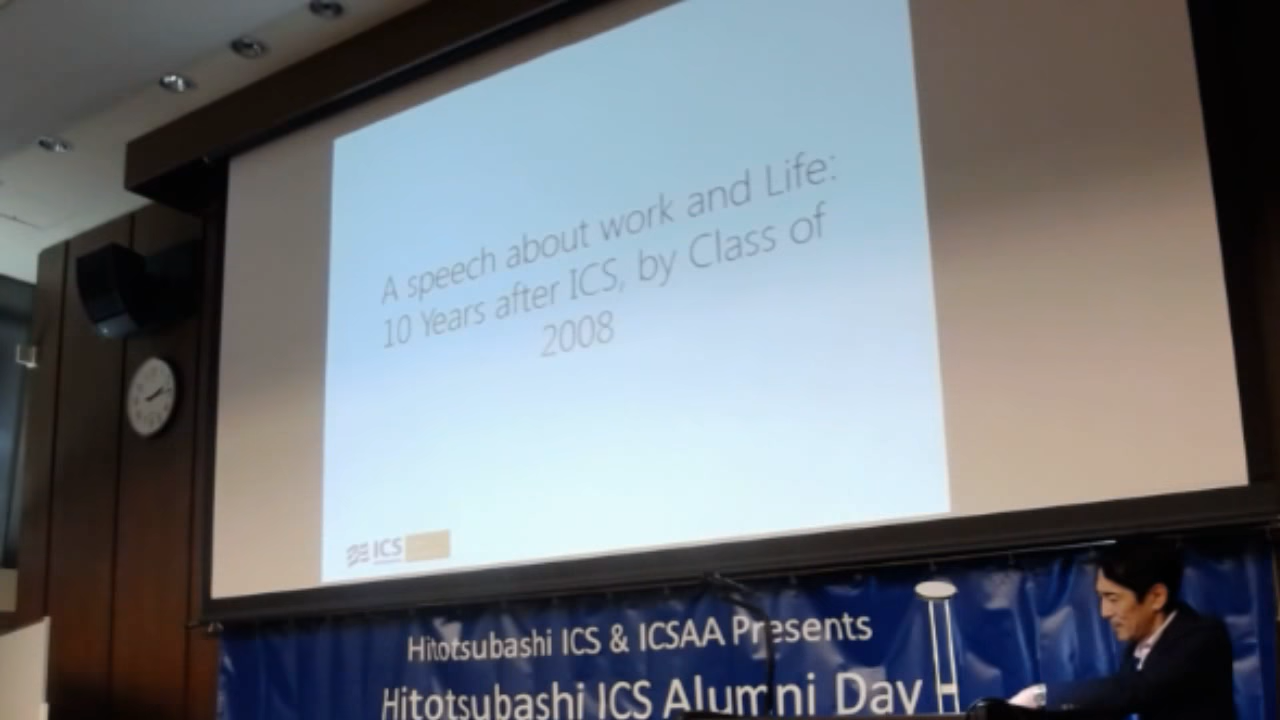 A speech about work and Life:
10 Years after ICS, by Class of
2008
ICS
Hitotsubashi ICS & ICSAA Presents
Hitotsubashi ICS Alumni Day